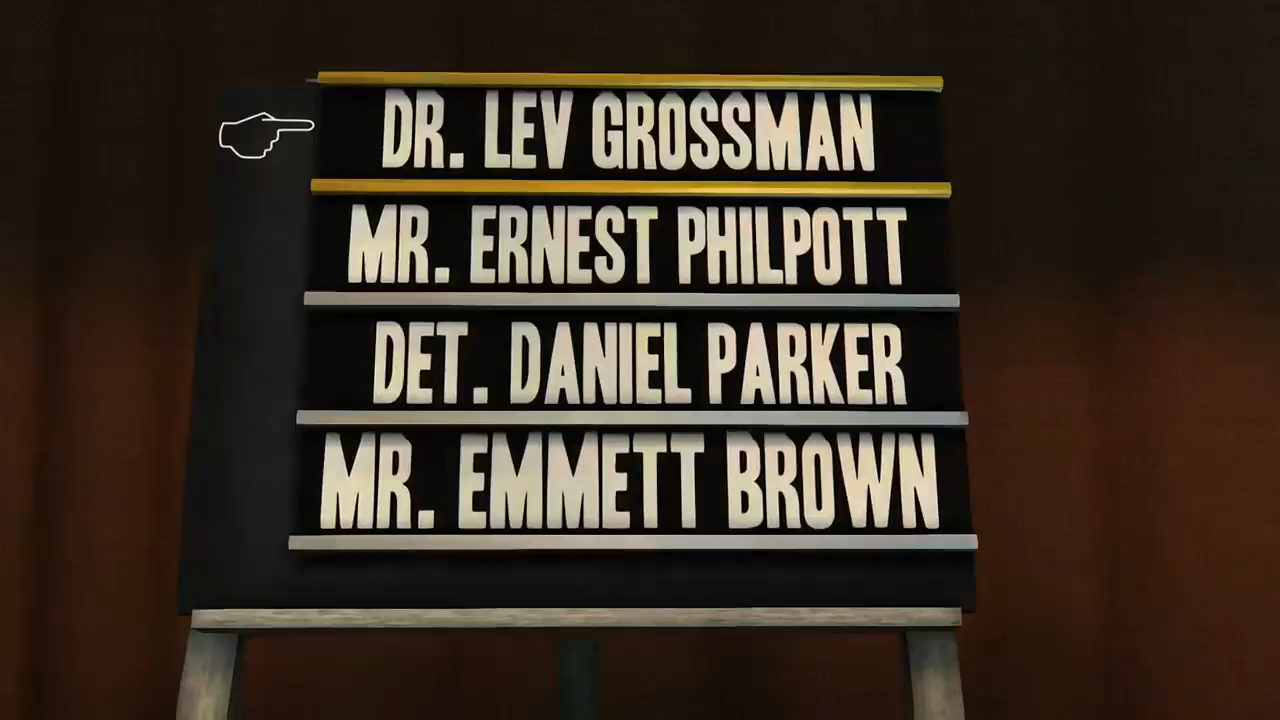 DR. LEV GROSSMAN
MR. ERNEST PHILPOTT
DET. DANIEL PARKER
MR. EMMETT BROWN